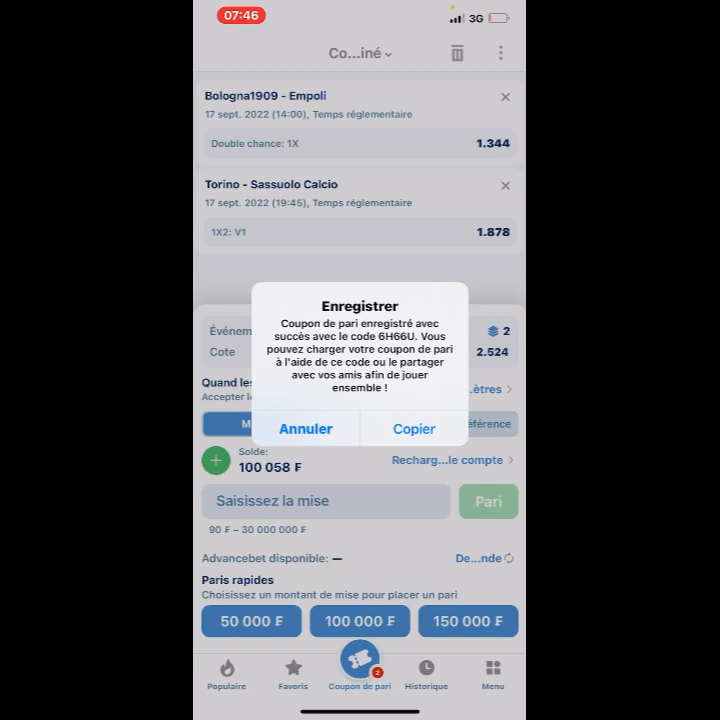 07:46
3G
Co...iné
Bologna1909 - Empoli
17 sept. 2022 (14:00), Temps réglementaire
Double chance: 1X
1.344
Torino - Sassuolo Calcio
17 sept. 2022 (19:45), Temps réglementaire
1X2: V1
1.878
Enregistrer
Coupon de pari enregistré avec
succès avec le code 6H66U. Vous
pouvez charger votre coupon de pari
à l'aide de ce code ou le partager
avec vos amis afin de jouer
ensemble !
Annuler
Copier
Événem
2
Cote
2.524
Quand les
.ètres
Accepter l
M
éférence
Solde:
100 058 ₣
Recharg...le compte
Saisissez la mise
Pari
90 ₣ – 30 000 000 ₣
Advancebet disponible: —
De...nde
Paris rapides
Choisissez un montant de mise pour placer un pari
50 000 ₣
100 000 ₣
150 000 ₣
2
Populaire
Favoris
Coupon de pari
Historique
Menu